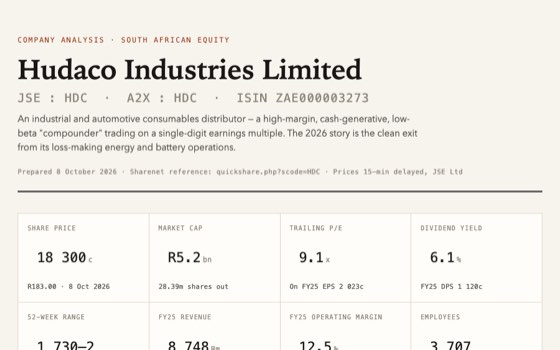 COMPANY ANALYSIS · SOUTH AFRICAN EQUITY
Hudaco Industries Limited
JSE : HDC · A2X : HDC · ISIN ZAE000003273
An industrial and automotive consumables distributor — a high-margin, cash-generative, low-
beta "compounder" trading on a single-digit earnings multiple. The 2026 story is the clean exit
from its loss-making energy and battery operations.
Prepared 8 October 2026 · Sharenet reference: quickshare.php?scode=HDC · Prices 15-min delayed, JSE Ltd
SHARE PRICE MARKET CAP TRAILING P/E DIVIDEND YIELD
18 300c R5.2bn 9.1x 6.1%
R183.00 · 8 Oct 2026 28.39m shares out On FY25 EPS 2 023c FY25 DPS 1 120c
52-WEEK RANGE FY25 REVENUE FY25 OPERATING MARGIN EMPLOYEES
1 730–2 8 748Rm 12.5% 3 707